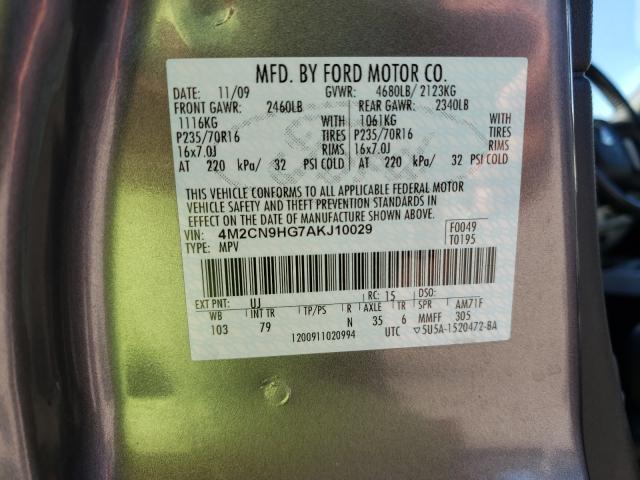 MFD. BY FORD MOTOR CO.
DATE: 11/09 GVWR: 4680LB/ 2123KG
FRONT GAWR: 2460LB REAR GAWR: 2340LB
1116KG WITH 1061KG WITH
P235/70R16 TIRES P235/70R16 TIRES
16x7.0J RIMS 16x7.0J RIMS
AT 220 kPa/ 32 PSI COLD AT 220 kPa/ 32 PSI COLD
THIS VEHICLE CONFORMS TO ALL APPLICABLE FEDERAL MOTOR
VEHICLE SAFETY AND THEFT PREVENTION STANDARDS IN
EFFECT ON THE DATE OF MANUFACTURE SHOWN ABOVE.
VIN: 4M2CN9HG7AKJ10029 F0049
TYPE: MPV T0195
EXT PNT: UJ RC: 15 DSO:
WB INT TR TP/PS R AXLE TR SPR AM71F
103 79 N 35 6 MMFF 305
1200911020994 UTC ▽5U5A-1520472-BA